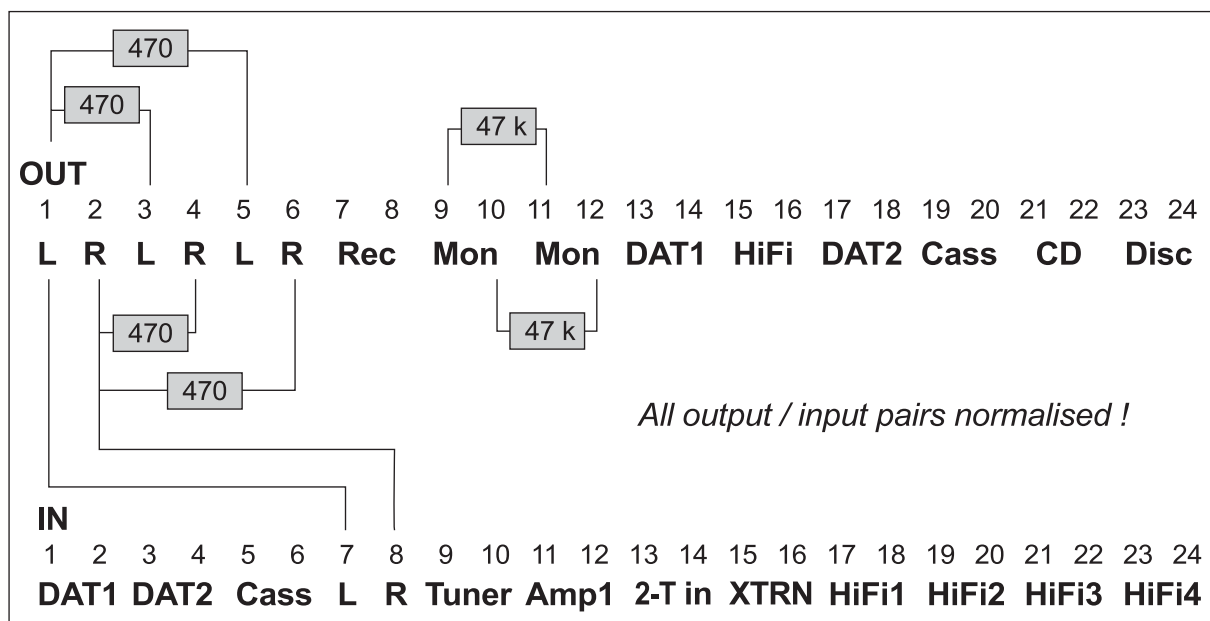 470
470
47 k
OUT
1 2 3 4 5 6 7 8 9 10 11 12 13 14 15 16 17 18 19 20 21 22 23 24
L R L R L R Rec Mon Mon DAT1 HiFi DAT2 Cass CD Disc
470
47 k
470
All output / input pairs normalised !
IN
1 2 3 4 5 6 7 8 9 10 11 12 13 14 15 16 17 18 19 20 21 22 23 24
DAT1 DAT2 Cass L R Tuner Amp1 2-T in XTRN HiFi1 HiFi2 HiFi3 HiFi4